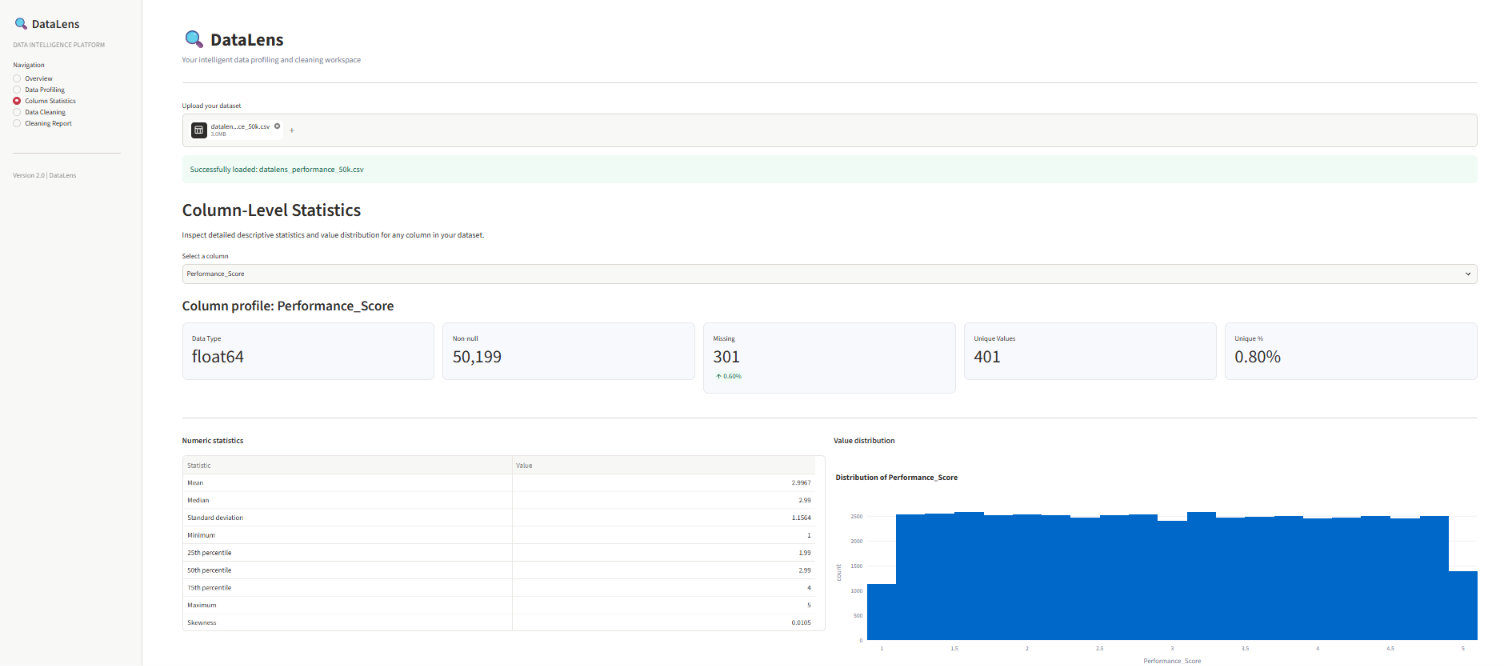 DataLens
DATA INTELLIGENCE PLATFORM
Navigation
Overview
Data Profiling
Column Statistics
Data Cleaning
Cleaning Report
Version 2.0 | DataLens
DataLens
Your intelligent data profiling and cleaning workspace
Upload your dataset
datalen...ce_50k.csv
3.0MB
+
Successfully loaded: datalens_performance_50k.csv
Column-Level Statistics
Inspect detailed descriptive statistics and value distribution for any column in your dataset.
Select a column
Performance_Score
Column profile: Performance_Score
Data Type
float64
Non-null
50,199
Missing
301
↑ 0.60%
Unique Values
401
Unique %
0.80%
Numeric statistics
Statistic Value
Mean 2.9967
Median 2.99
Standard deviation 1.1564
Minimum 1
25th percentile 1.99
50th percentile 2.99
75th percentile 4
Maximum 5
Skewness 0.0105
Value distribution
Distribution of Performance_Score
2500
2000
1500
1000
500
0
count
1 1.5 2 2.5 3 3.5 4 4.5 5
Performance_Score